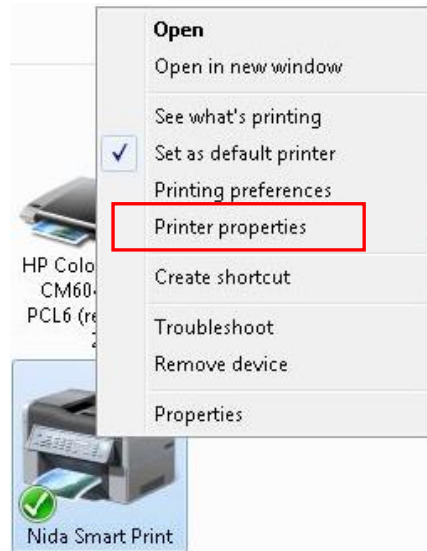 Open
Open in new window
See what's printing
Set as default printer
Printing preferences
Printer properties
Create shortcut
Troubleshoot
Remove device
Properties
HP Colo
CM60
PCL6 (re
Nida Smart Print